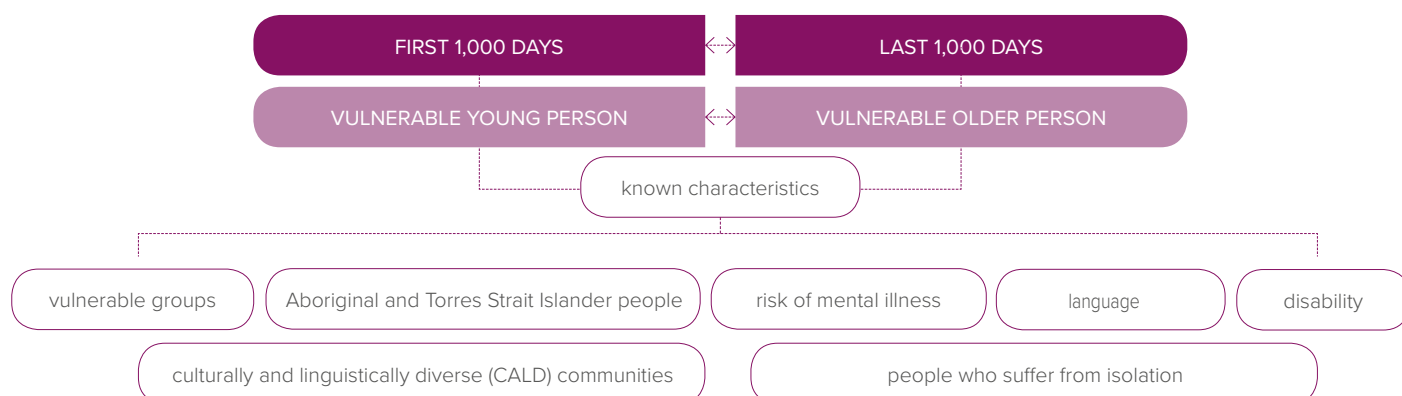 FIRST 1,000 DAYS
LAST 1,000 DAYS
VULNERABLE YOUNG PERSON
VULNERABLE OLDER PERSON
known characteristics
vulnerable groups
Aboriginal and Torres Strait Islander people
risk of mental illness
language
disability
culturally and linguistically diverse (CALD) communities
people who suffer from isolation